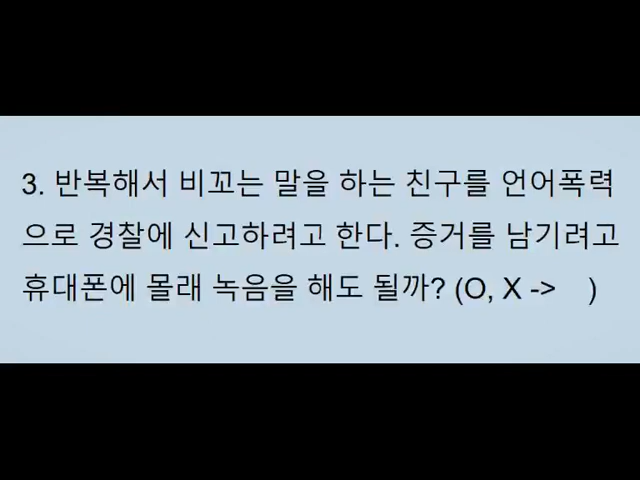 3. 반복해서 비꼬는 말을 하는 친구를 언어폭력
으로 경찰에 신고하려고 한다. 증거를 남기려고
휴대폰에 몰래 녹음을 해도 될까? (O, X -> )